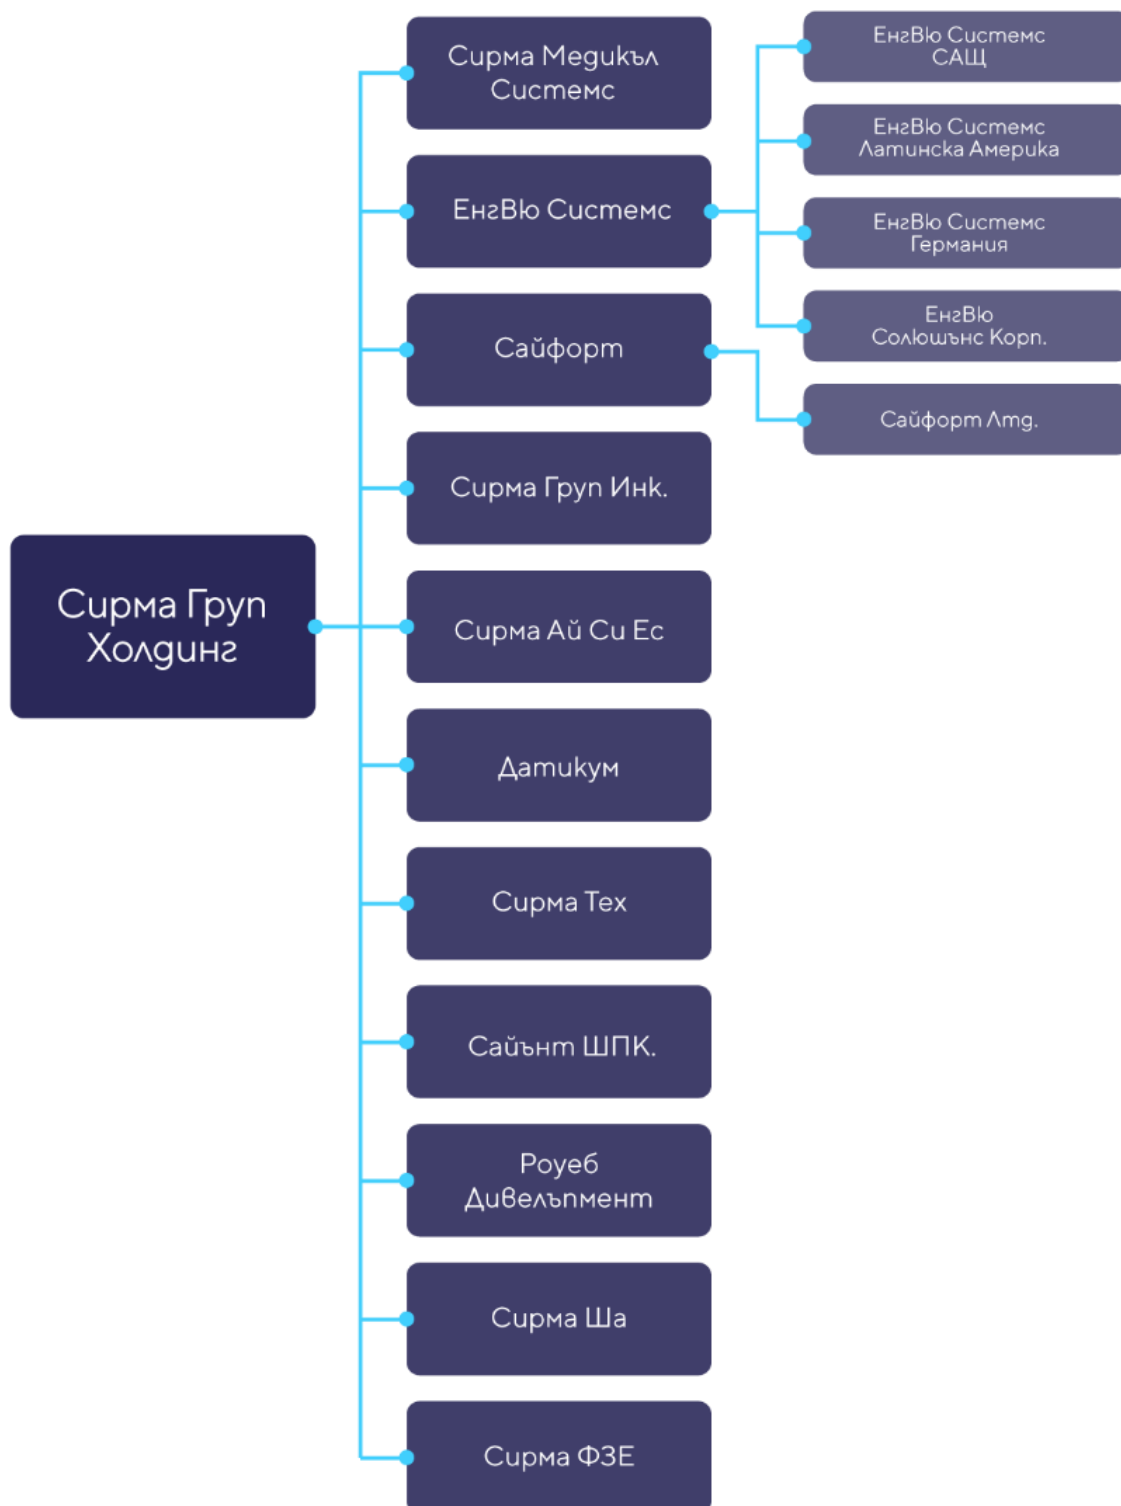 Сирма Груп
Холдинг
Сирма Медикъл
Системс
ЕнгВю Системс
ЕнгВю Системс
САЩ
ЕнгВю Системс
Латинска Америка
ЕнгВю Системс
Германия
ЕнгВю
Солюшънс Корп.
Сайфорт
Сайфорт Лтд.
Сирма Груп Инк.
Сирма Ай Си Ес
Датикум
Сирма Тех
Сайънт ШПК.
Роуеб
Дивелъпмент
Сирма Ша
Сирма ФЗЕ